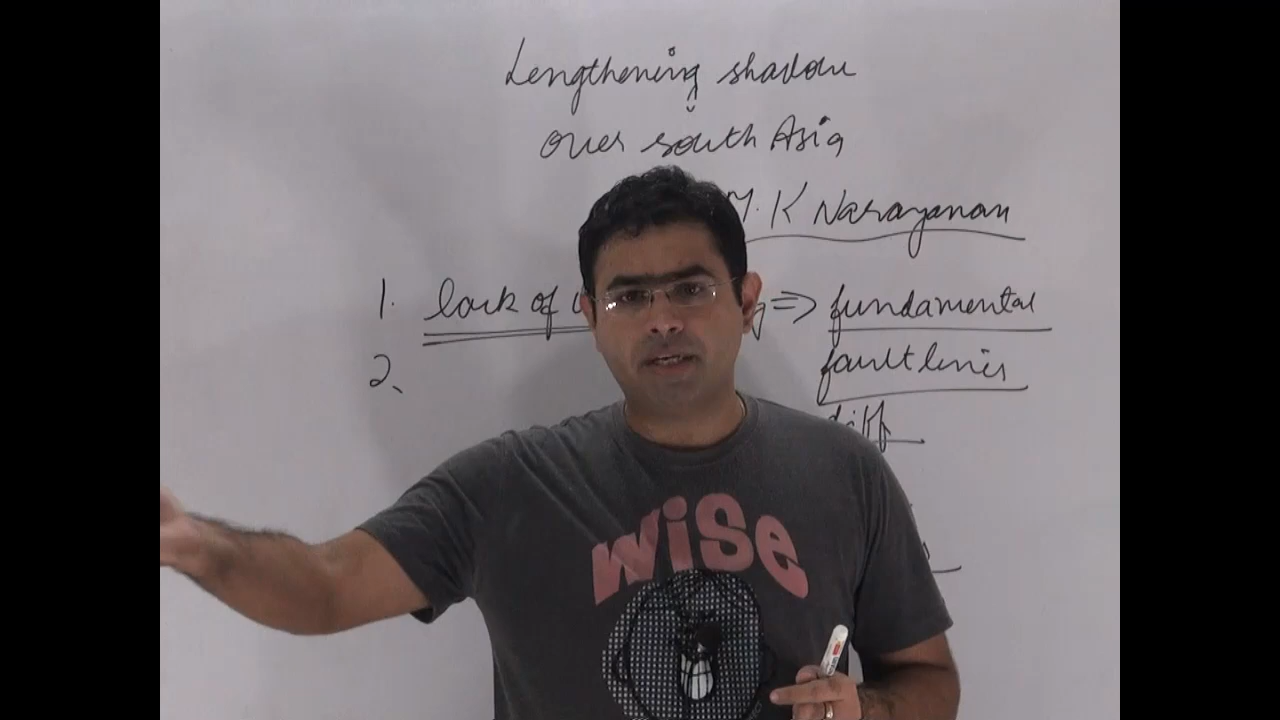 Lengthening shadow
over south Asia
M. K Narayanan
1. lack of ⇒ fundamental
2. faultlines
diff
WISE